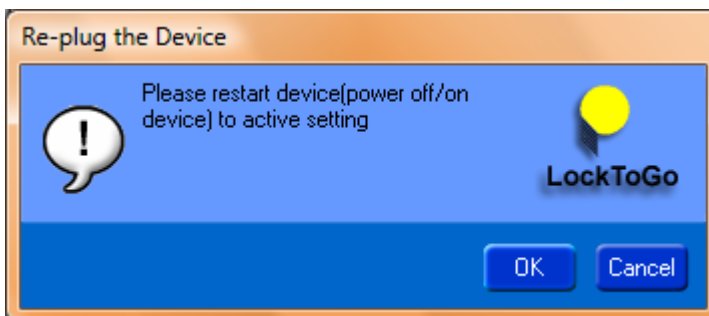 Re-plug the Device
Please restart device(power off/on
device) to active setting
!
LockToGo
OK
Cancel